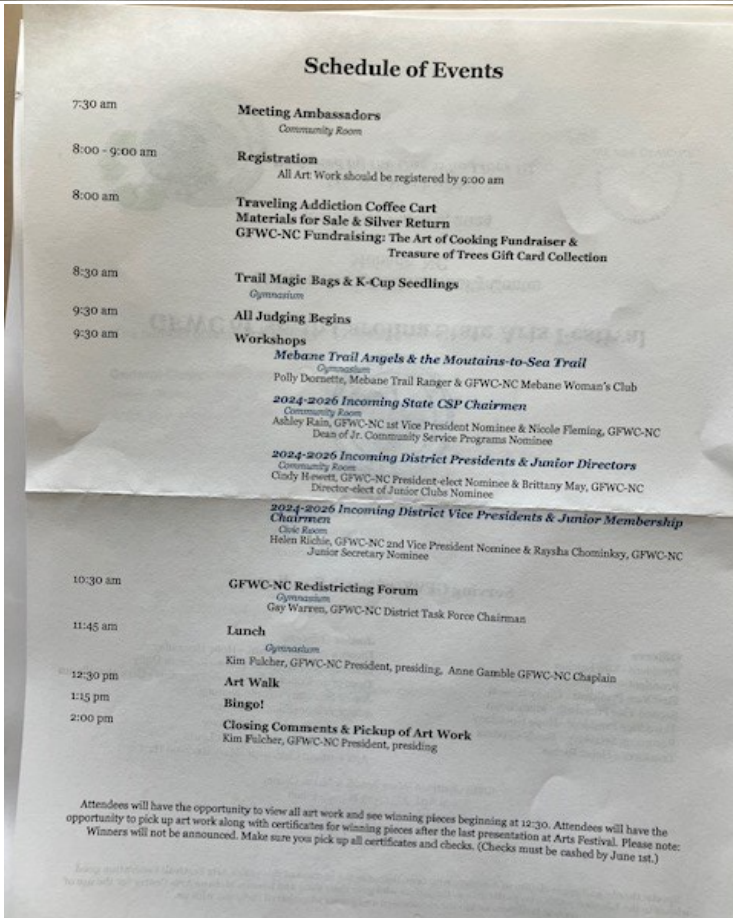 Schedule of Events
7:30 am
Meeting Ambassadors
Community Room
8:00 - 9:00 am
Registration
All Art Work should be registered by 9:00 am
8:00 am
Traveling Addiction Coffee Cart
Materials for Sale & Silver Return
GFWC-NC Fundraising: The Art of Cooking Fundraiser &
Treasure of Trees Gift Card Collection
8:30 am
Trail Magic Bags & K-Cup Seedlings
Gymnasium
9:30 am
All Judging Begins
9:30 am
Workshops
Mebane Trail Angels & the Moutains-to-Sea Trail
Gymnasium
Polly Dornette, Mebane Trail Ranger & GFWC-NC Mebane Woman's Club
2024-2026 Incoming State CSP Chairmen
Community Room
Ashley Rain, GFWC-NC 1st Vice President Nominee & Nicole Fleming, GFWC-NC
Dean of Jr. Community Service Programs Nominee
2024-2026 Incoming District Presidents & Junior Directors
Community Room
Cindy Hewett, GFWC-NC President-elect Nominee & Brittany May, GFWC-NC
Director-elect of Junior Clubs Nominee
2024-2026 Incoming District Vice Presidents & Junior Membership
Chairmen
Civic Room
Helen Ritchie, GFWC-NC 2nd Vice President Nominee & Raysha Chominksy, GFWC-NC
Junior Secretary Nominee
10:30 am
GFWC-NC Redistricting Forum
Gymnasium
Gay Warren, GFWC-NC District Task Force Chairman
11:45 am
Lunch
Gymnasium
Kim Fulcher, GFWC-NC President, presiding, Anne Gamble GFWC-NC Chaplain
12:30 pm
Art Walk
1:15 pm
Bingo!
2:00 pm
Closing Comments & Pickup of Art Work
Kim Fulcher, GFWC-NC President, presiding
Attendees will have the opportunity to view all art work and see winning pieces beginning at 12:30. Attendees will have the
opportunity to pick up art work along with certificates for winning pieces after the last presentation at Arts Festival. Please note:
Winners will not be announced. Make sure you pick up all certificates and checks. (Checks must be cashed by June 1st.)